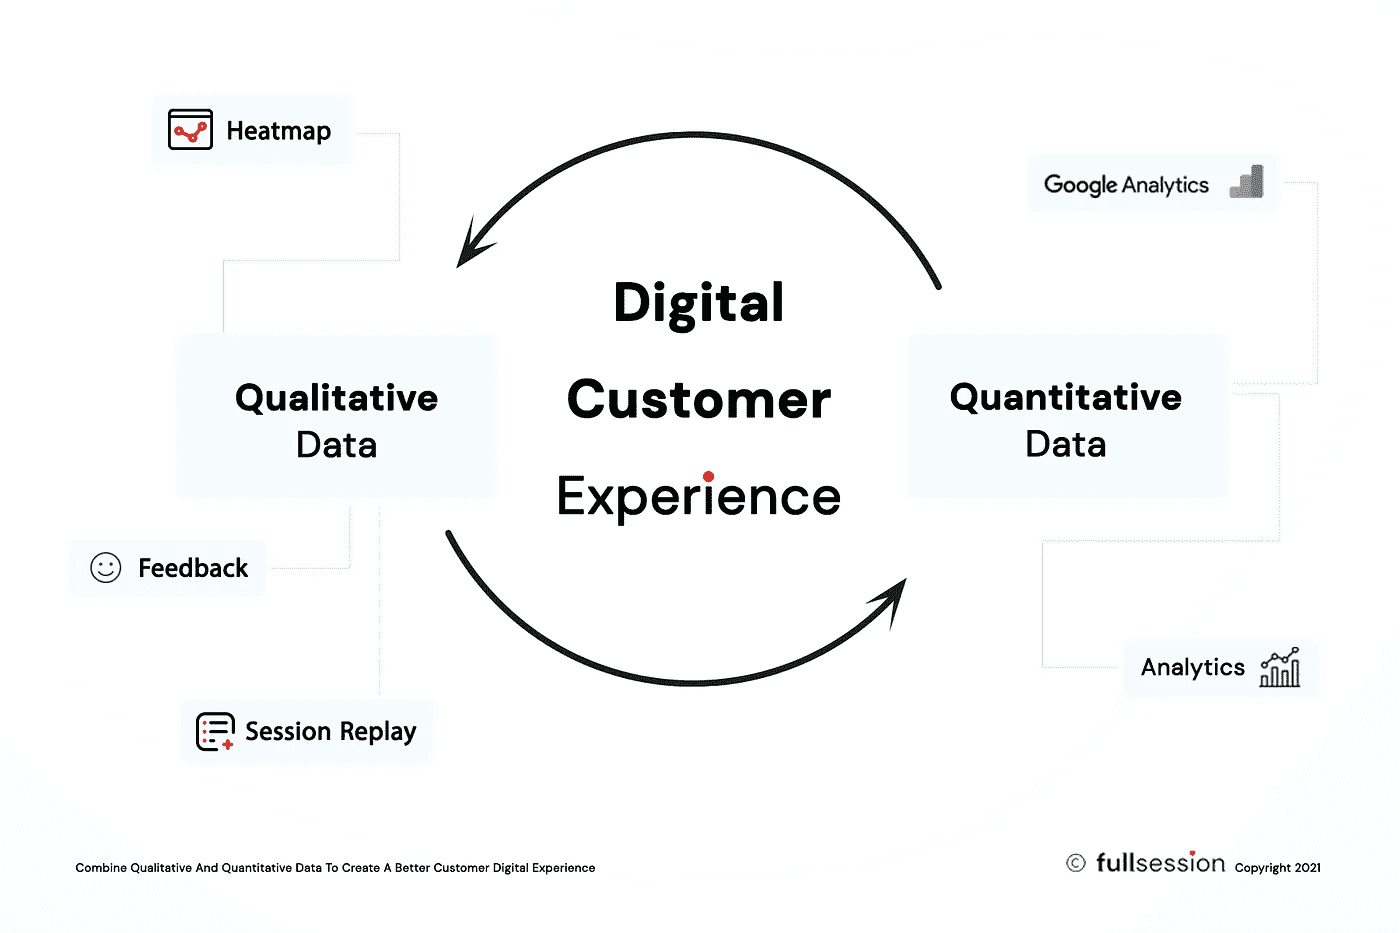 Heatmap
Google Analytics
Digital
Customer
Experience
Qualitative
Data
Quantitative
Data
Feedback
Session Replay
Analytics
Combine Qualitative And Quantitative Data To Create A Better Customer Digital Experience
© fullsession Copyright 2021